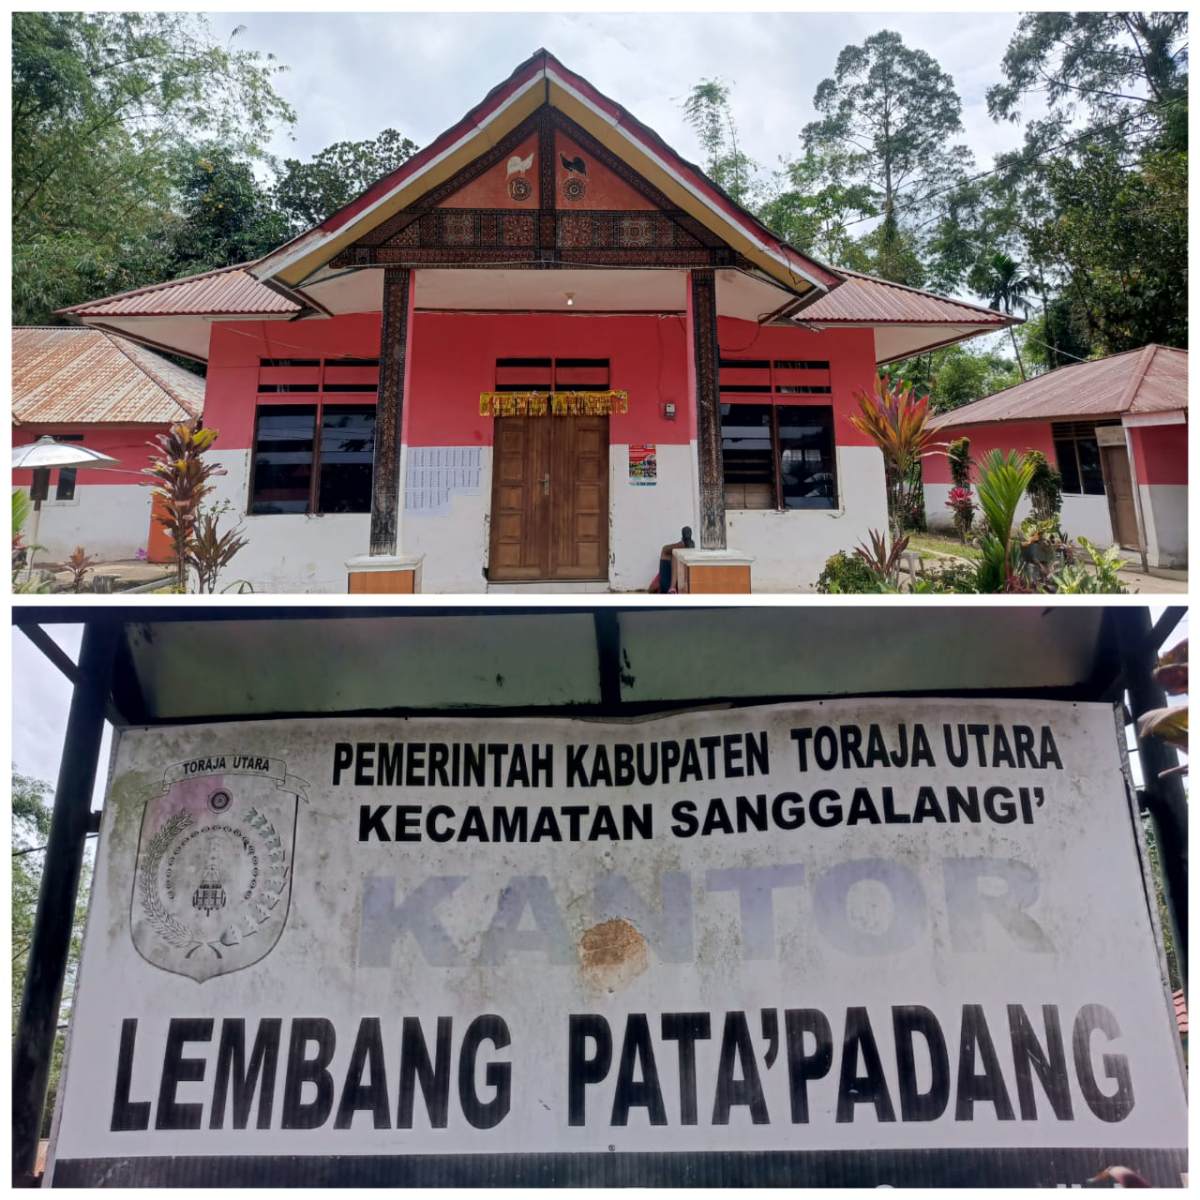 TORAJA UTARA
PEMERINTAH KABUPATEN TORAJA UTARA
KECAMATAN SANGGALANGI'
KANTOR
LEMBANG PATA'PADANG